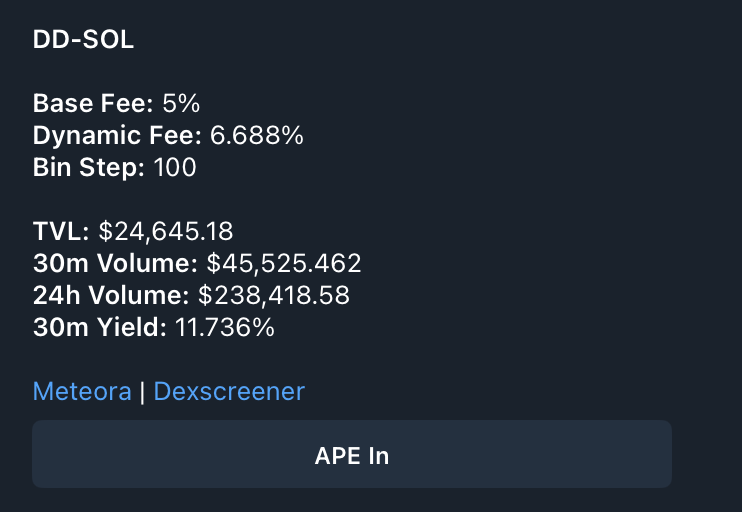 DD-SOL
Base Fee: 5%
Dynamic Fee: 6.688%
Bin Step: 100
TVL: $24,645.18
30m Volume: $45,525.462
24h Volume: $238,418.58
30m Yield: 11.736%
Meteora | Dexscreener
APE In